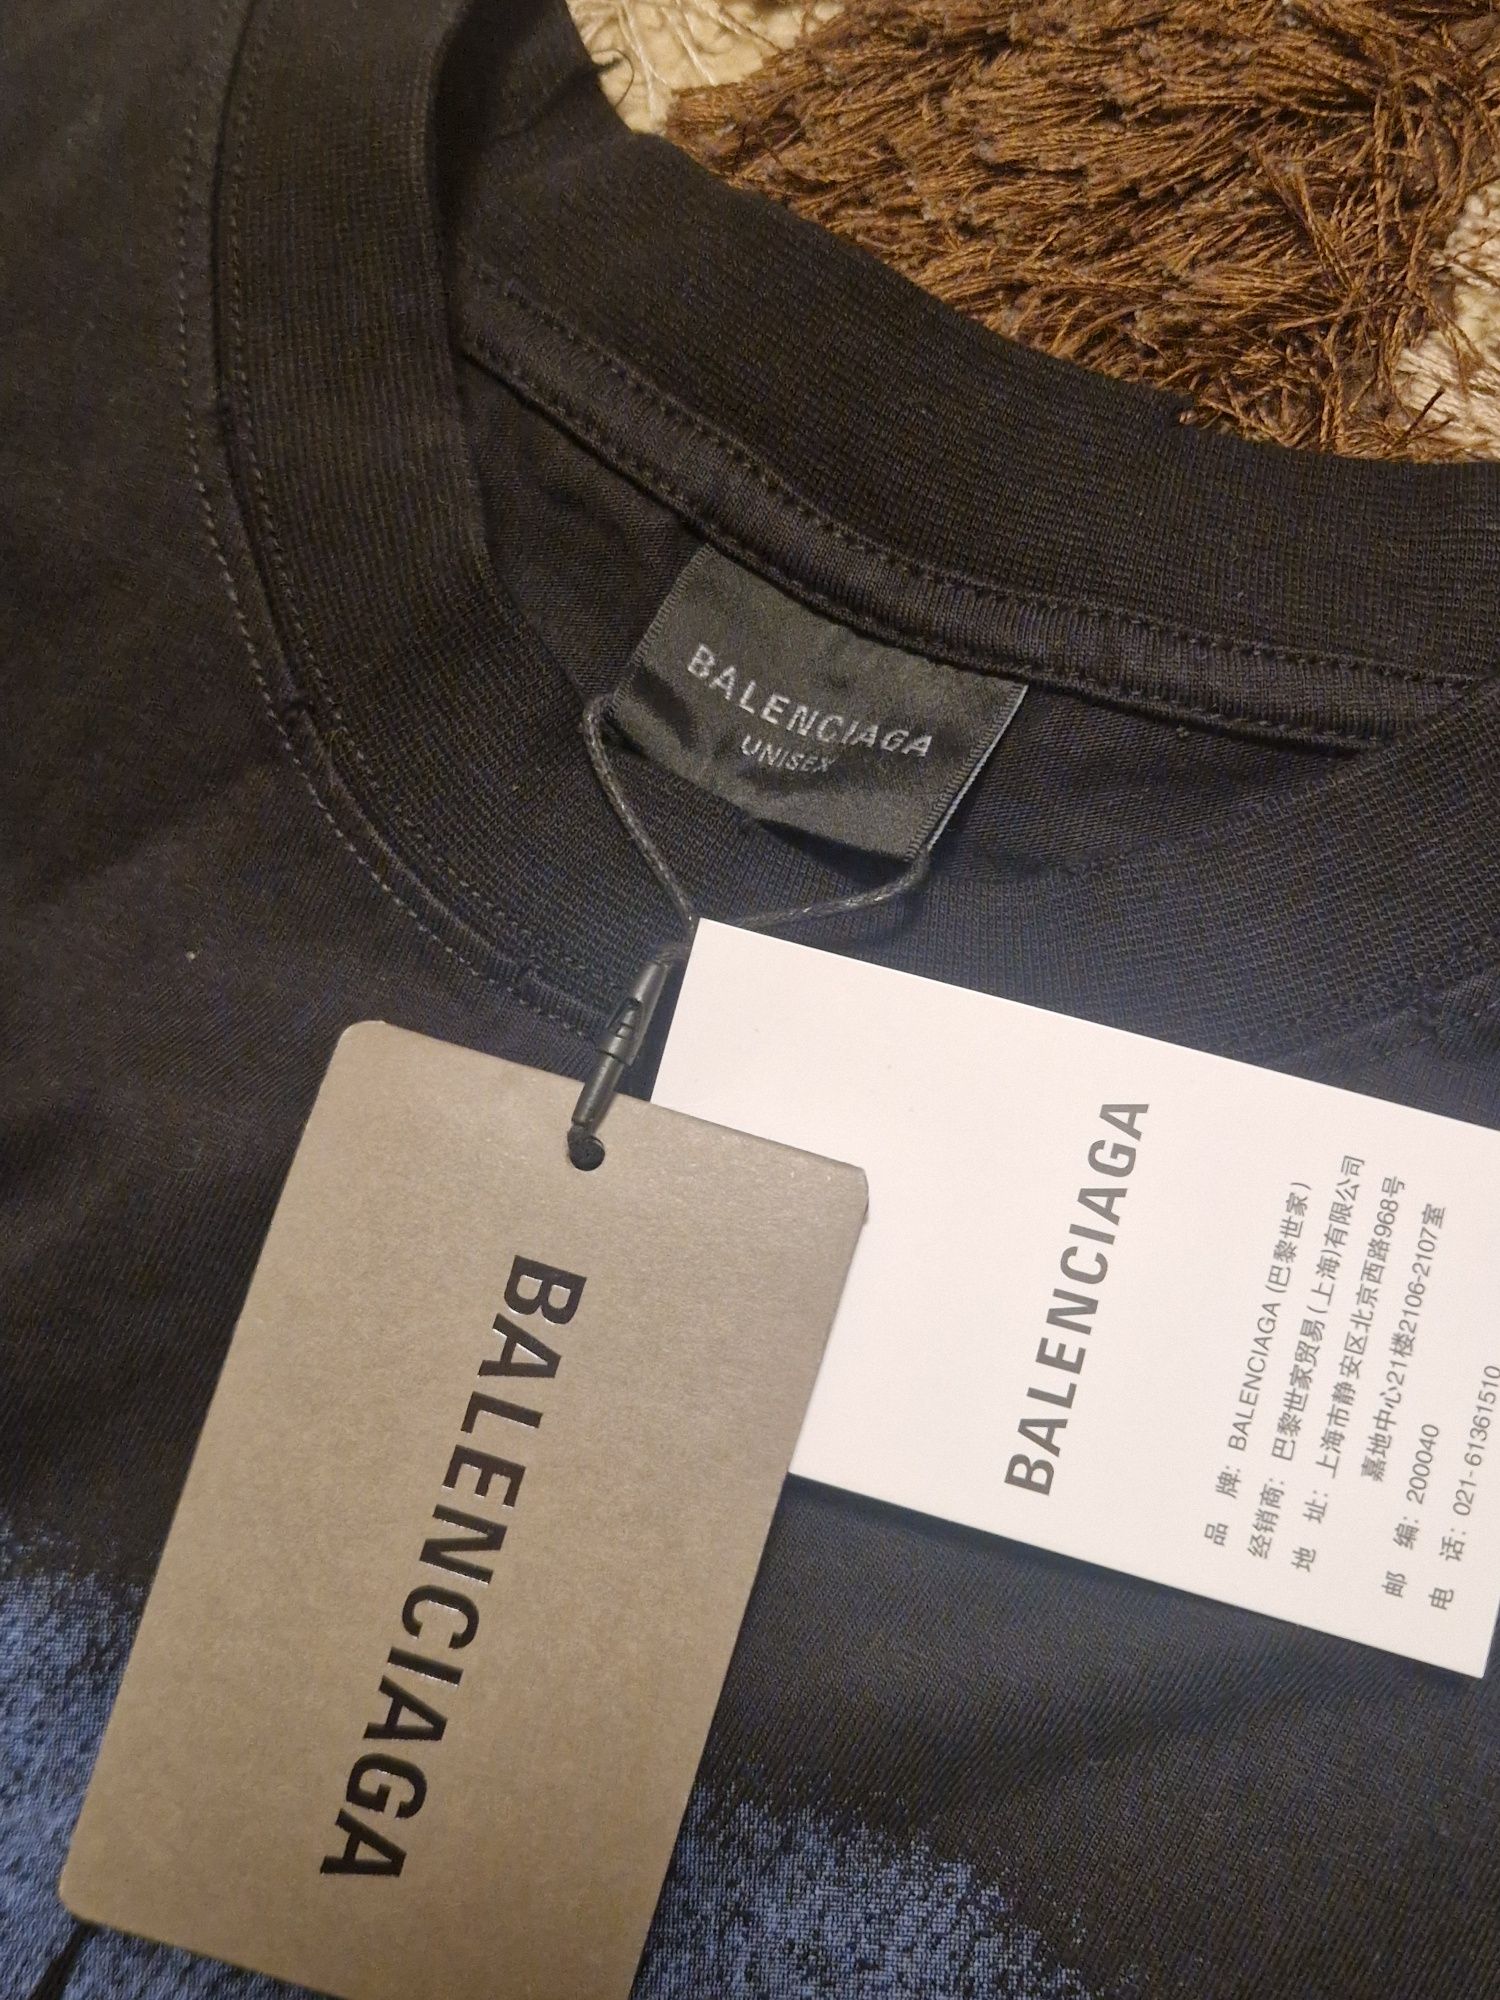 BALENCIAGA
UNISEX
BALENCIAGA
BALENCIAGA
品 牌: BALENCIAGA (巴黎世家)
经销商: 巴黎世家贸易(上海)有限公司
地 址: 上海市静安区北京西路968号
嘉地中心21楼2106-2107室
邮 编: 200040
电 话: 021-61361510